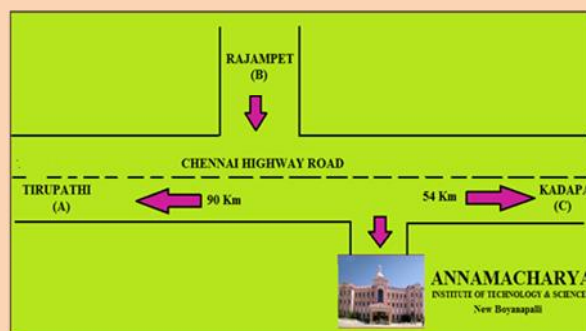 RAJAMPET
(B)
CHENNAI HIGHWAY ROAD
TIRUPATHI
(A)
90 Km
54 Km
KADAPA
(C)
ANNAMACHARYA
INSTITUTE OF TECHNOLOGY & SCIENCE
New Boyanapalli